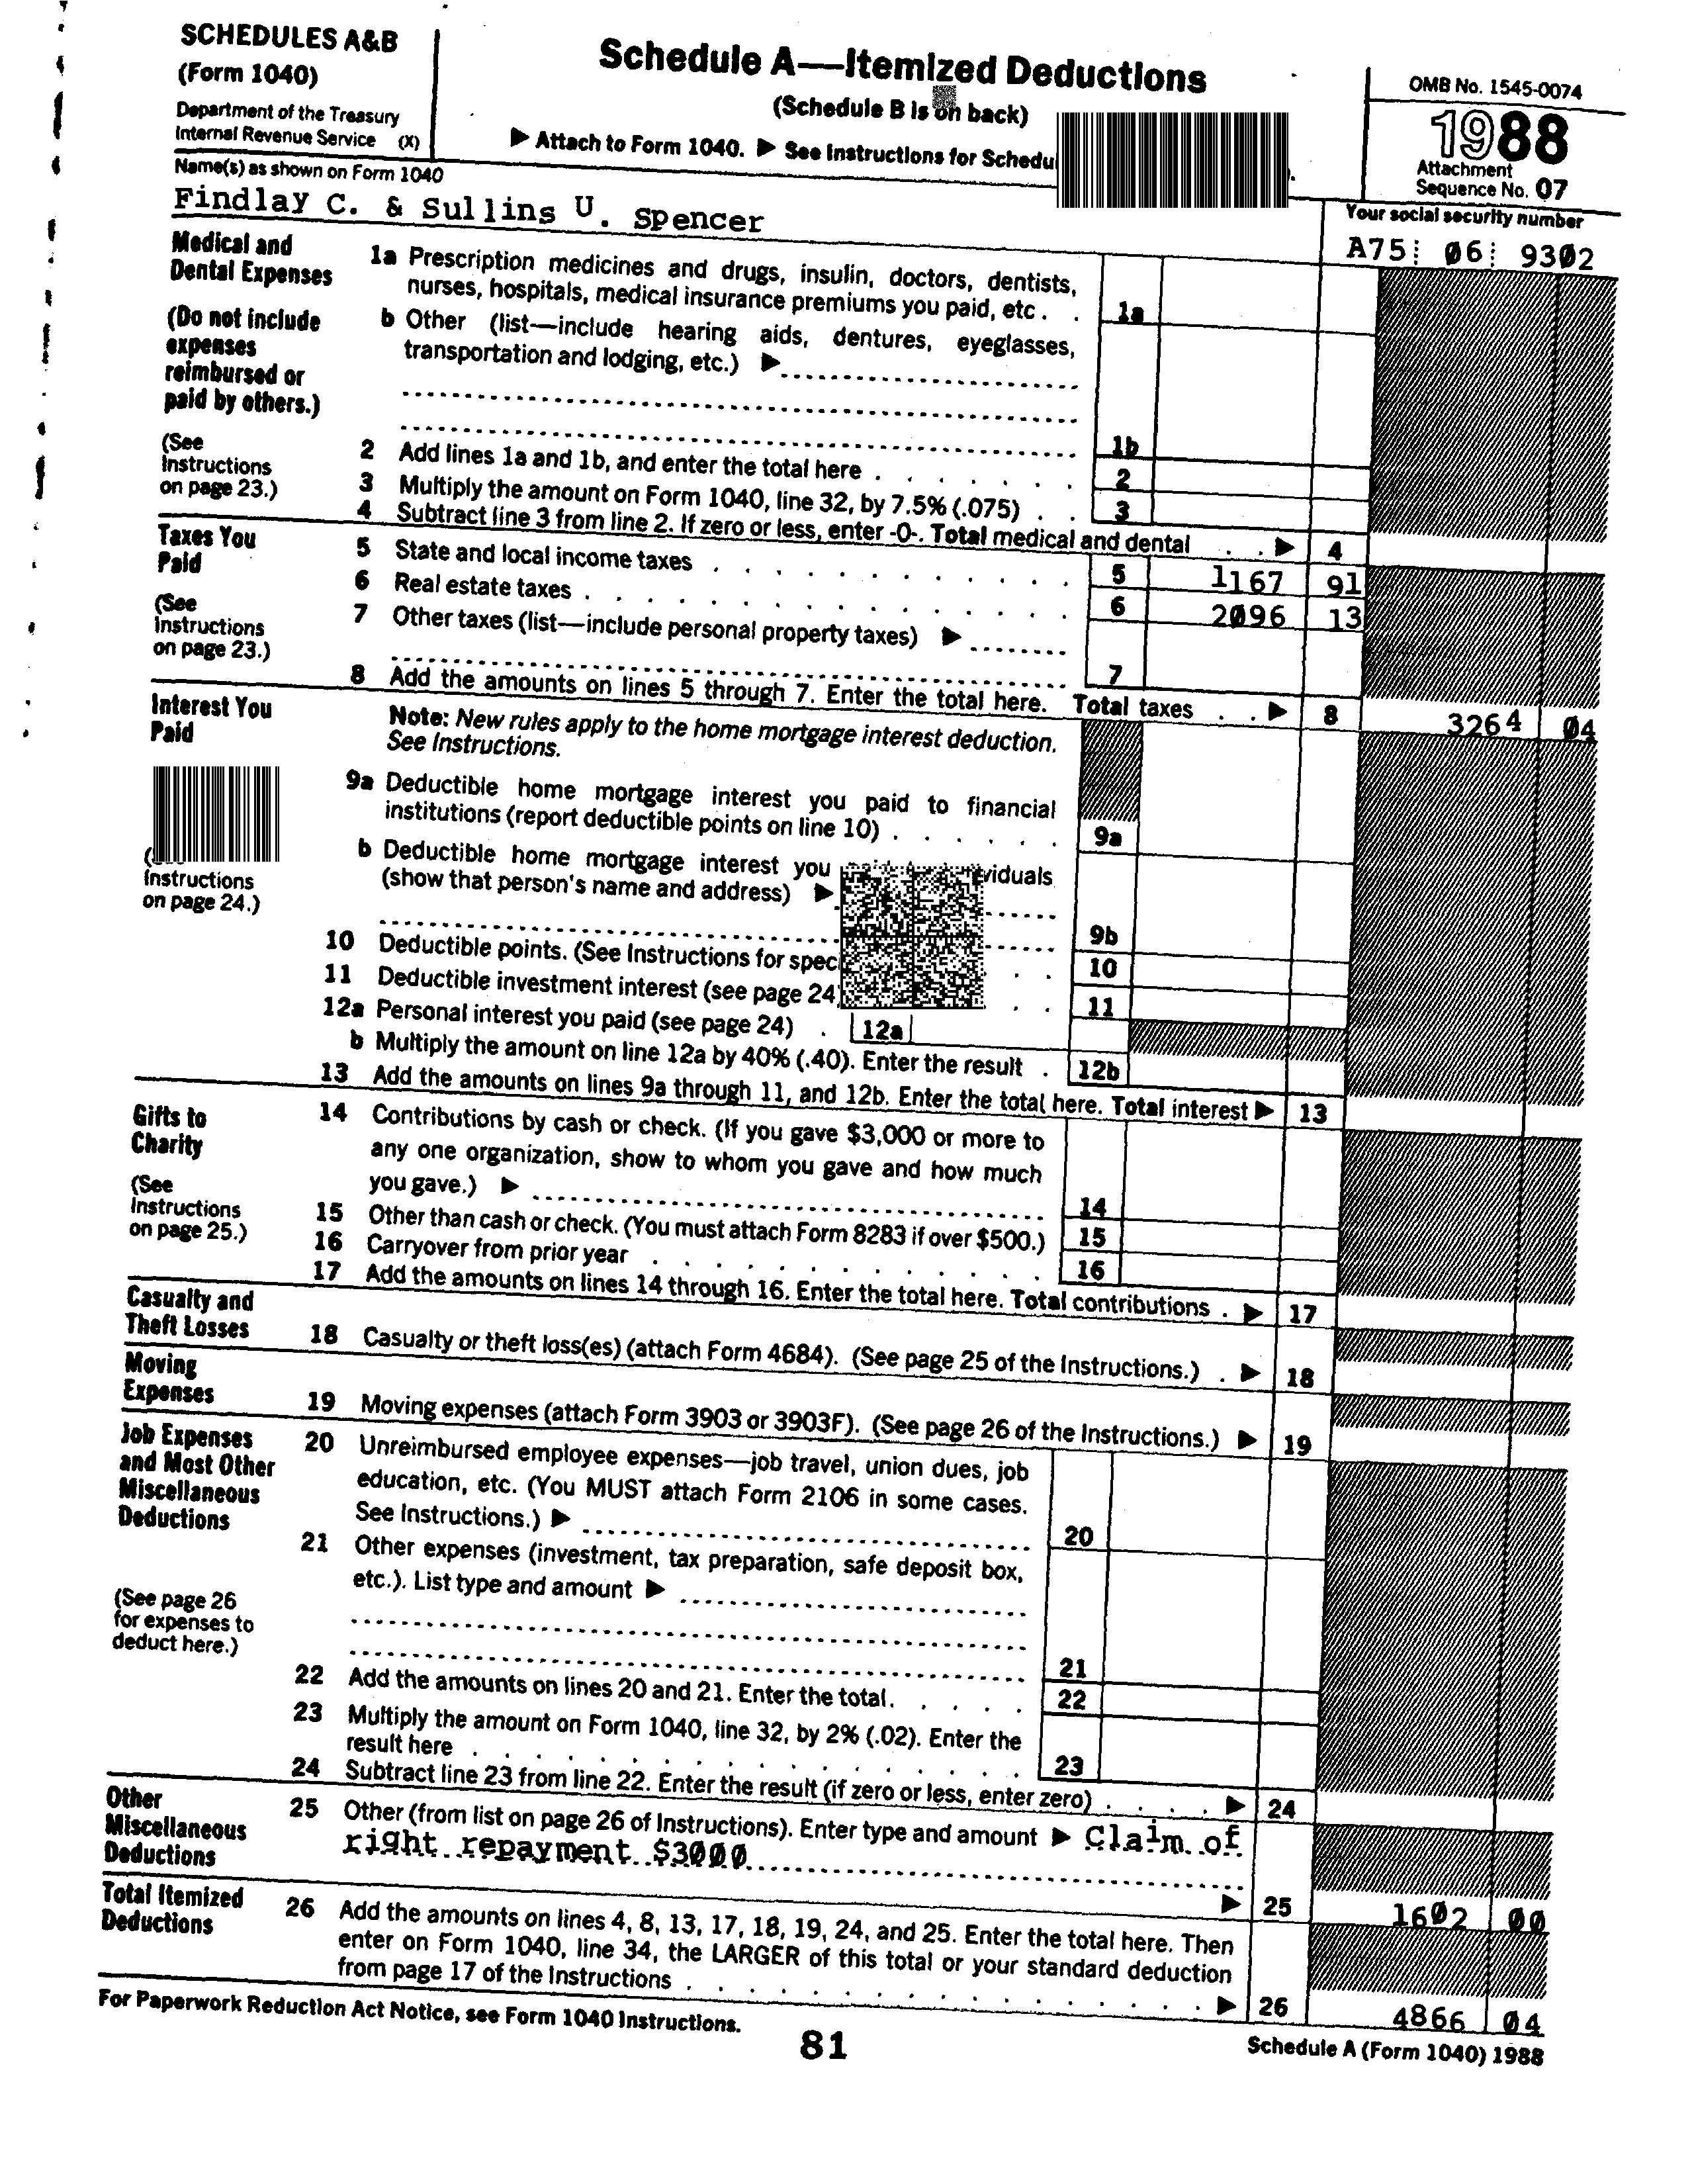 SCHEDULES A&B
(Form 1040)
Department of the Treasury
Internal Revenue Service (X)
Schedule A—Itemized Deductions
(Schedule B is on back)
▶ Attach to Form 1040. ▶ See Instructions for Schedu
OMB No. 1545-0074
1988
Attachment
Sequence No. 07
Name(s) as shown on Form 1040
Findlay C. & Sullins U. Spencer
Your social security number
A75 06 9302
Medical and
Dental Expenses
(Do not include
expenses
reimbursed or
paid by others.)
(See
Instructions
on page 23.)
1a Prescription medicines and drugs, insulin, doctors, dentists,
nurses, hospitals, medical insurance premiums you paid, etc . . 1a
b Other (list—include hearing aids, dentures, eyeglasses,
transportation and lodging, etc.) ▶
1b
2 Add lines 1a and 1b, and enter the total here . . . . . . . 2
3 Multiply the amount on Form 1040, line 32, by 7.5% (.075) . . 3
4 Subtract line 3 from line 2. If zero or less, enter -0-. Total medical and dental . . ▶ 4
Taxes You
Paid
(See
Instructions
on page 23.)
5 State and local income taxes . . . . . . . . . . . . 5 1167 91
6 Real estate taxes . . . . . . . . . . . . . . . . 6 2096 13
7 Other taxes (list—include personal property taxes) ▶
7
8 Add the amounts on lines 5 through 7. Enter the total here. Total taxes . . ▶ 8 3264 04
Interest You
Paid
Instructions
on page 24.)
Note: New rules apply to the home mortgage interest deduction.
See Instructions.
9a Deductible home mortgage interest you paid to financial
institutions (report deductible points on line 10) . . . . . . 9a
b Deductible home mortgage interest you viduals
(show that person's name and address) ▶
9b
10 Deductible points. (See Instructions for spec . . 10
11 Deductible investment interest (see page 24 . . 11
12a Personal interest you paid (see page 24) . 12a
b Multiply the amount on line 12a by 40% (.40). Enter the result . 12b
13 Add the amounts on lines 9a through 11, and 12b. Enter the total here. Total interest ▶ 13
Gifts to
Charity
(See
Instructions
on page 25.)
14 Contributions by cash or check. (If you gave $3,000 or more to
any one organization, show to whom you gave and how much
you gave.) ▶ 14
15 Other than cash or check. (You must attach Form 8283 if over $500.) 15
16 Carryover from prior year . . . . . . . . . . . . . 16
17 Add the amounts on lines 14 through 16. Enter the total here. Total contributions . ▶ 17
Casualty and
Theft Losses
18 Casualty or theft loss(es) (attach Form 4684). (See page 25 of the Instructions.) . ▶ 18
Moving
Expenses
19 Moving expenses (attach Form 3903 or 3903F). (See page 26 of the Instructions.) ▶ 19
Job Expenses
and Most Other
Miscellaneous
Deductions
(See page 26
for expenses to
deduct here.)
20 Unreimbursed employee expenses—job travel, union dues, job
education, etc. (You MUST attach Form 2106 in some cases.
See Instructions.) ▶ 20
21 Other expenses (investment, tax preparation, safe deposit box,
etc.). List type and amount ▶
21
22 Add the amounts on lines 20 and 21. Enter the total . . . . . 22
23 Multiply the amount on Form 1040, line 32, by 2% (.02). Enter the
result here . . . . . . . . . . . . . . . . . . . 23
24 Subtract line 23 from line 22. Enter the result (if zero or less, enter zero) . . . . ▶ 24
Other
Miscellaneous
Deductions
25 Other (from list on page 26 of Instructions). Enter type and amount ▶ Claim of
right repayment $3000
▶ 25 1602 00
Total Itemized
Deductions
26 Add the amounts on lines 4, 8, 13, 17, 18, 19, 24, and 25. Enter the total here. Then
enter on Form 1040, line 34, the LARGER of this total or your standard deduction
from page 17 of the Instructions . . . . . . . . . . . . . . . . . ▶ 26 4866 04
For Paperwork Reduction Act Notice, see Form 1040 Instructions.
81
Schedule A (Form 1040) 1988